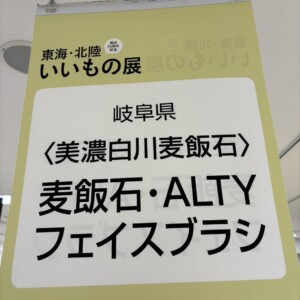 東海・北陸
いいもの展
岐阜県
〈美濃白川麦飯石〉
麦飯石・ALTY
フェイスブラシ